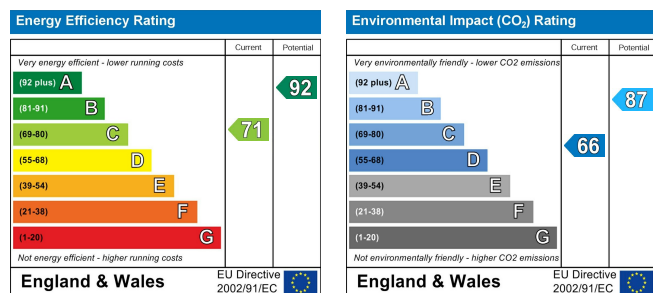 Energy Efficiency Rating
Current Potential
Very energy efficient - lower running costs
(92 plus) A
92
(81-91) B
(69-80) C
71
(55-68) D
(39-54) E
(21-38) F
(1-20) G
Not energy efficient - higher running costs
England & Wales
EU Directive
2002/91/EC
Environmental Impact (CO2) Rating
Current Potential
Very environmentally friendly - lower CO2 emissions
(92 plus) A
(81-91) B
87
(69-80) C
(55-68) D
66
(39-54) E
(21-38) F
(1-20) G
Not environmentally friendly - higher CO2 emissions
England & Wales
EU Directive
2002/91/EC